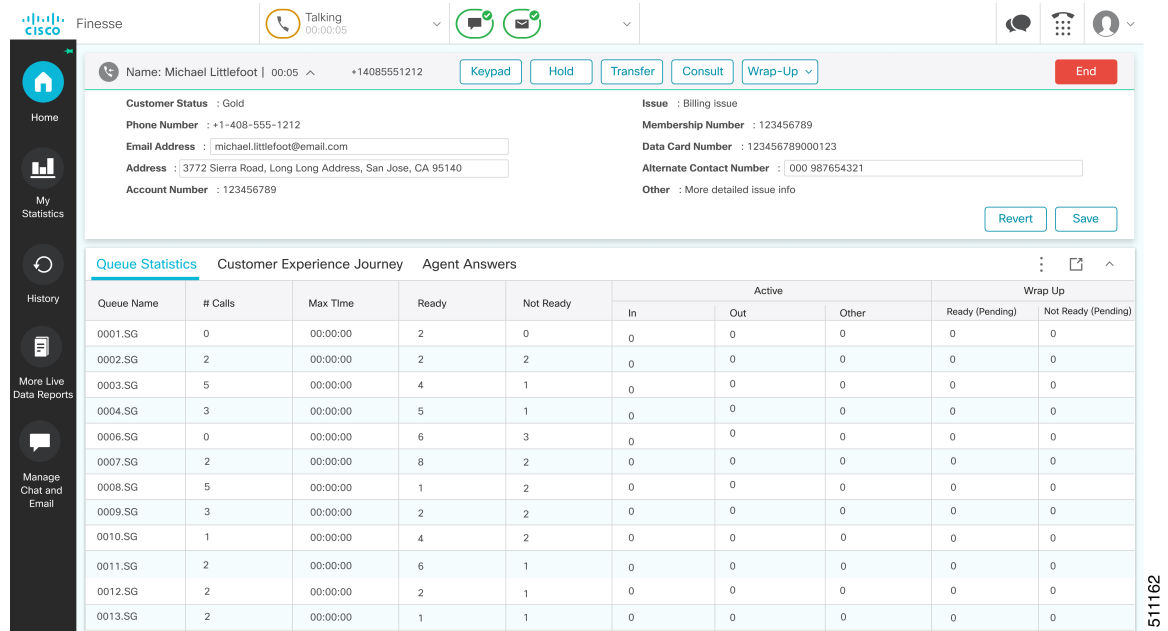 cisco Finesse Talking 00:00:05
Name: Michael Littlefoot | 00:05 +14085551212 Keypad Hold Transfer Consult Wrap-Up End
Customer Status : Gold Issue : Billing issue
Phone Number : +1-408-555-1212 Membership Number : 123456789
Email Address : michael.littlefoot@email.com Data Card Number : 123456789000123
Address : 3772 Sierra Road, Long Long Address, San Jose, CA 95140 Alternate Contact Number : 000 987654321
Account Number : 123456789 Other : More detailed issue info
Revert Save
Home
My
Statistics
History
More Live
Data Reports
Manage
Chat and
Email
Queue Statistics Customer Experience Journey Agent Answers
Queue Name # Calls Max TIme Ready Not Ready Active Wrap Up
In Out Other Ready (Pending) Not Ready (Pending)
0001.SG 0 00:00:00 2 0 0 0 0 0 0
0002.SG 2 00:00:00 2 2 0 0 0 0 0
0003.SG 5 00:00:00 4 1 0 0 0 0 0
0004.SG 3 00:00:00 5 1 0 0 0 0 0
0006.SG 0 00:00:00 6 3 0 0 0 0 0
0007.SG 2 00:00:00 8 2 0 0 0 0 0
0008.SG 5 00:00:00 1 2 0 0 0 0 0
0009.SG 3 00:00:00 2 2 0 0 0 0 0
0010.SG 1 00:00:00 4 2 0 0 0 0 0
0011.SG 2 00:00:00 6 1 0 0 0 0 0
0012.SG 2 00:00:00 2 1 0 0 0 0 0
0013.SG 2 00:00:00 1 1 0 0 0 0 0
511162